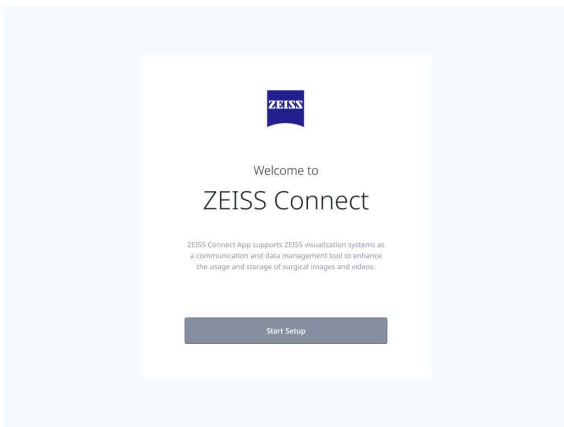 ZEISS
Welcome to
ZEISS Connect
ZEISS Connect App supports ZEISS visualization systems as
a communication and data management tool to enhance
the usage and storage of surgical images and videos.
Start Setup